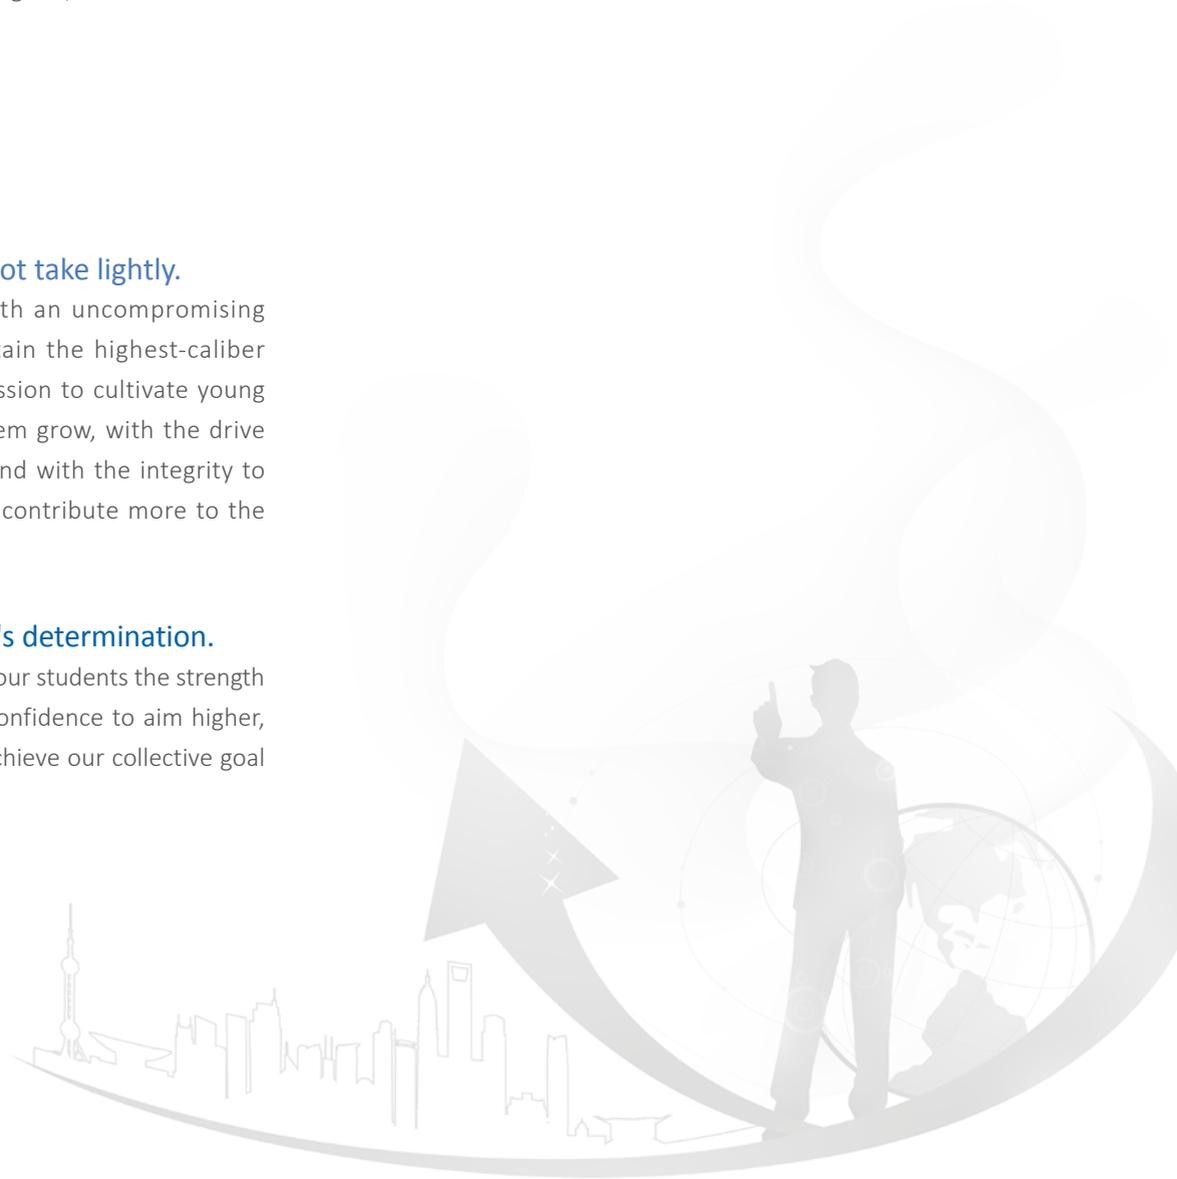 ot take lightly.
th an uncompromising
tain the highest-caliber
ssion to cultivate young
em grow, with the drive
nd with the integrity to
contribute more to the
's determination.
our students the strength
onfidence to aim higher,
chieve our collective goal